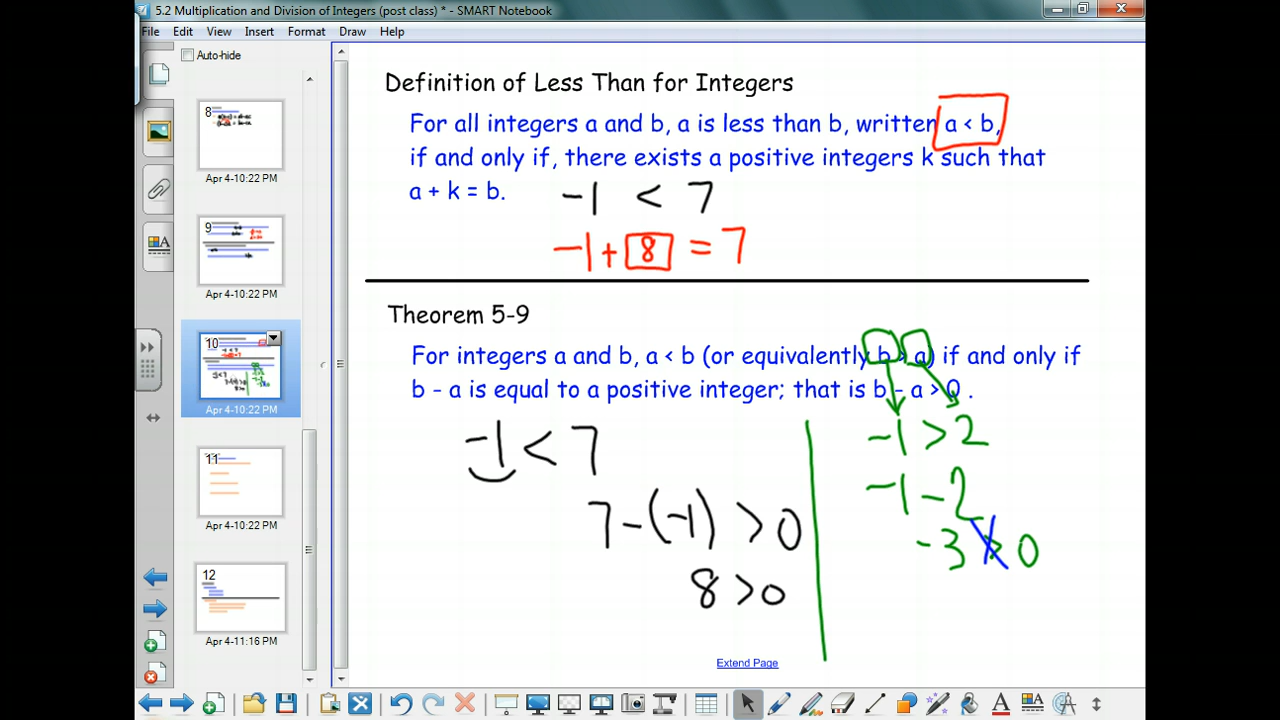 5.2 Multiplication and Division of Integers (post class) * - SMART Notebook
File Edit View Insert Format Draw Help
Auto-hide
8
Apr 4-10:22 PM
9
Apr 4-10:22 PM
10
Apr 4-10:22 PM
11
Apr 4-10:22 PM
12
Apr 4-11:16 PM
Definition of Less Than for Integers
For all integers a and b, a is less than b, written a < b,
if and only if, there exists a positive integers k such that
a + k = b.
-1 < 7
-1 + 8 = 7
Theorem 5-9
For integers a and b, a < b (or equivalently b > a) if and only if
b - a is equal to a positive integer; that is b - a > 0 .
-1 < 7
7 - (-1) > 0
8 > 0
-1 > 2
-1 - 2
-3 > 0
Extend Page